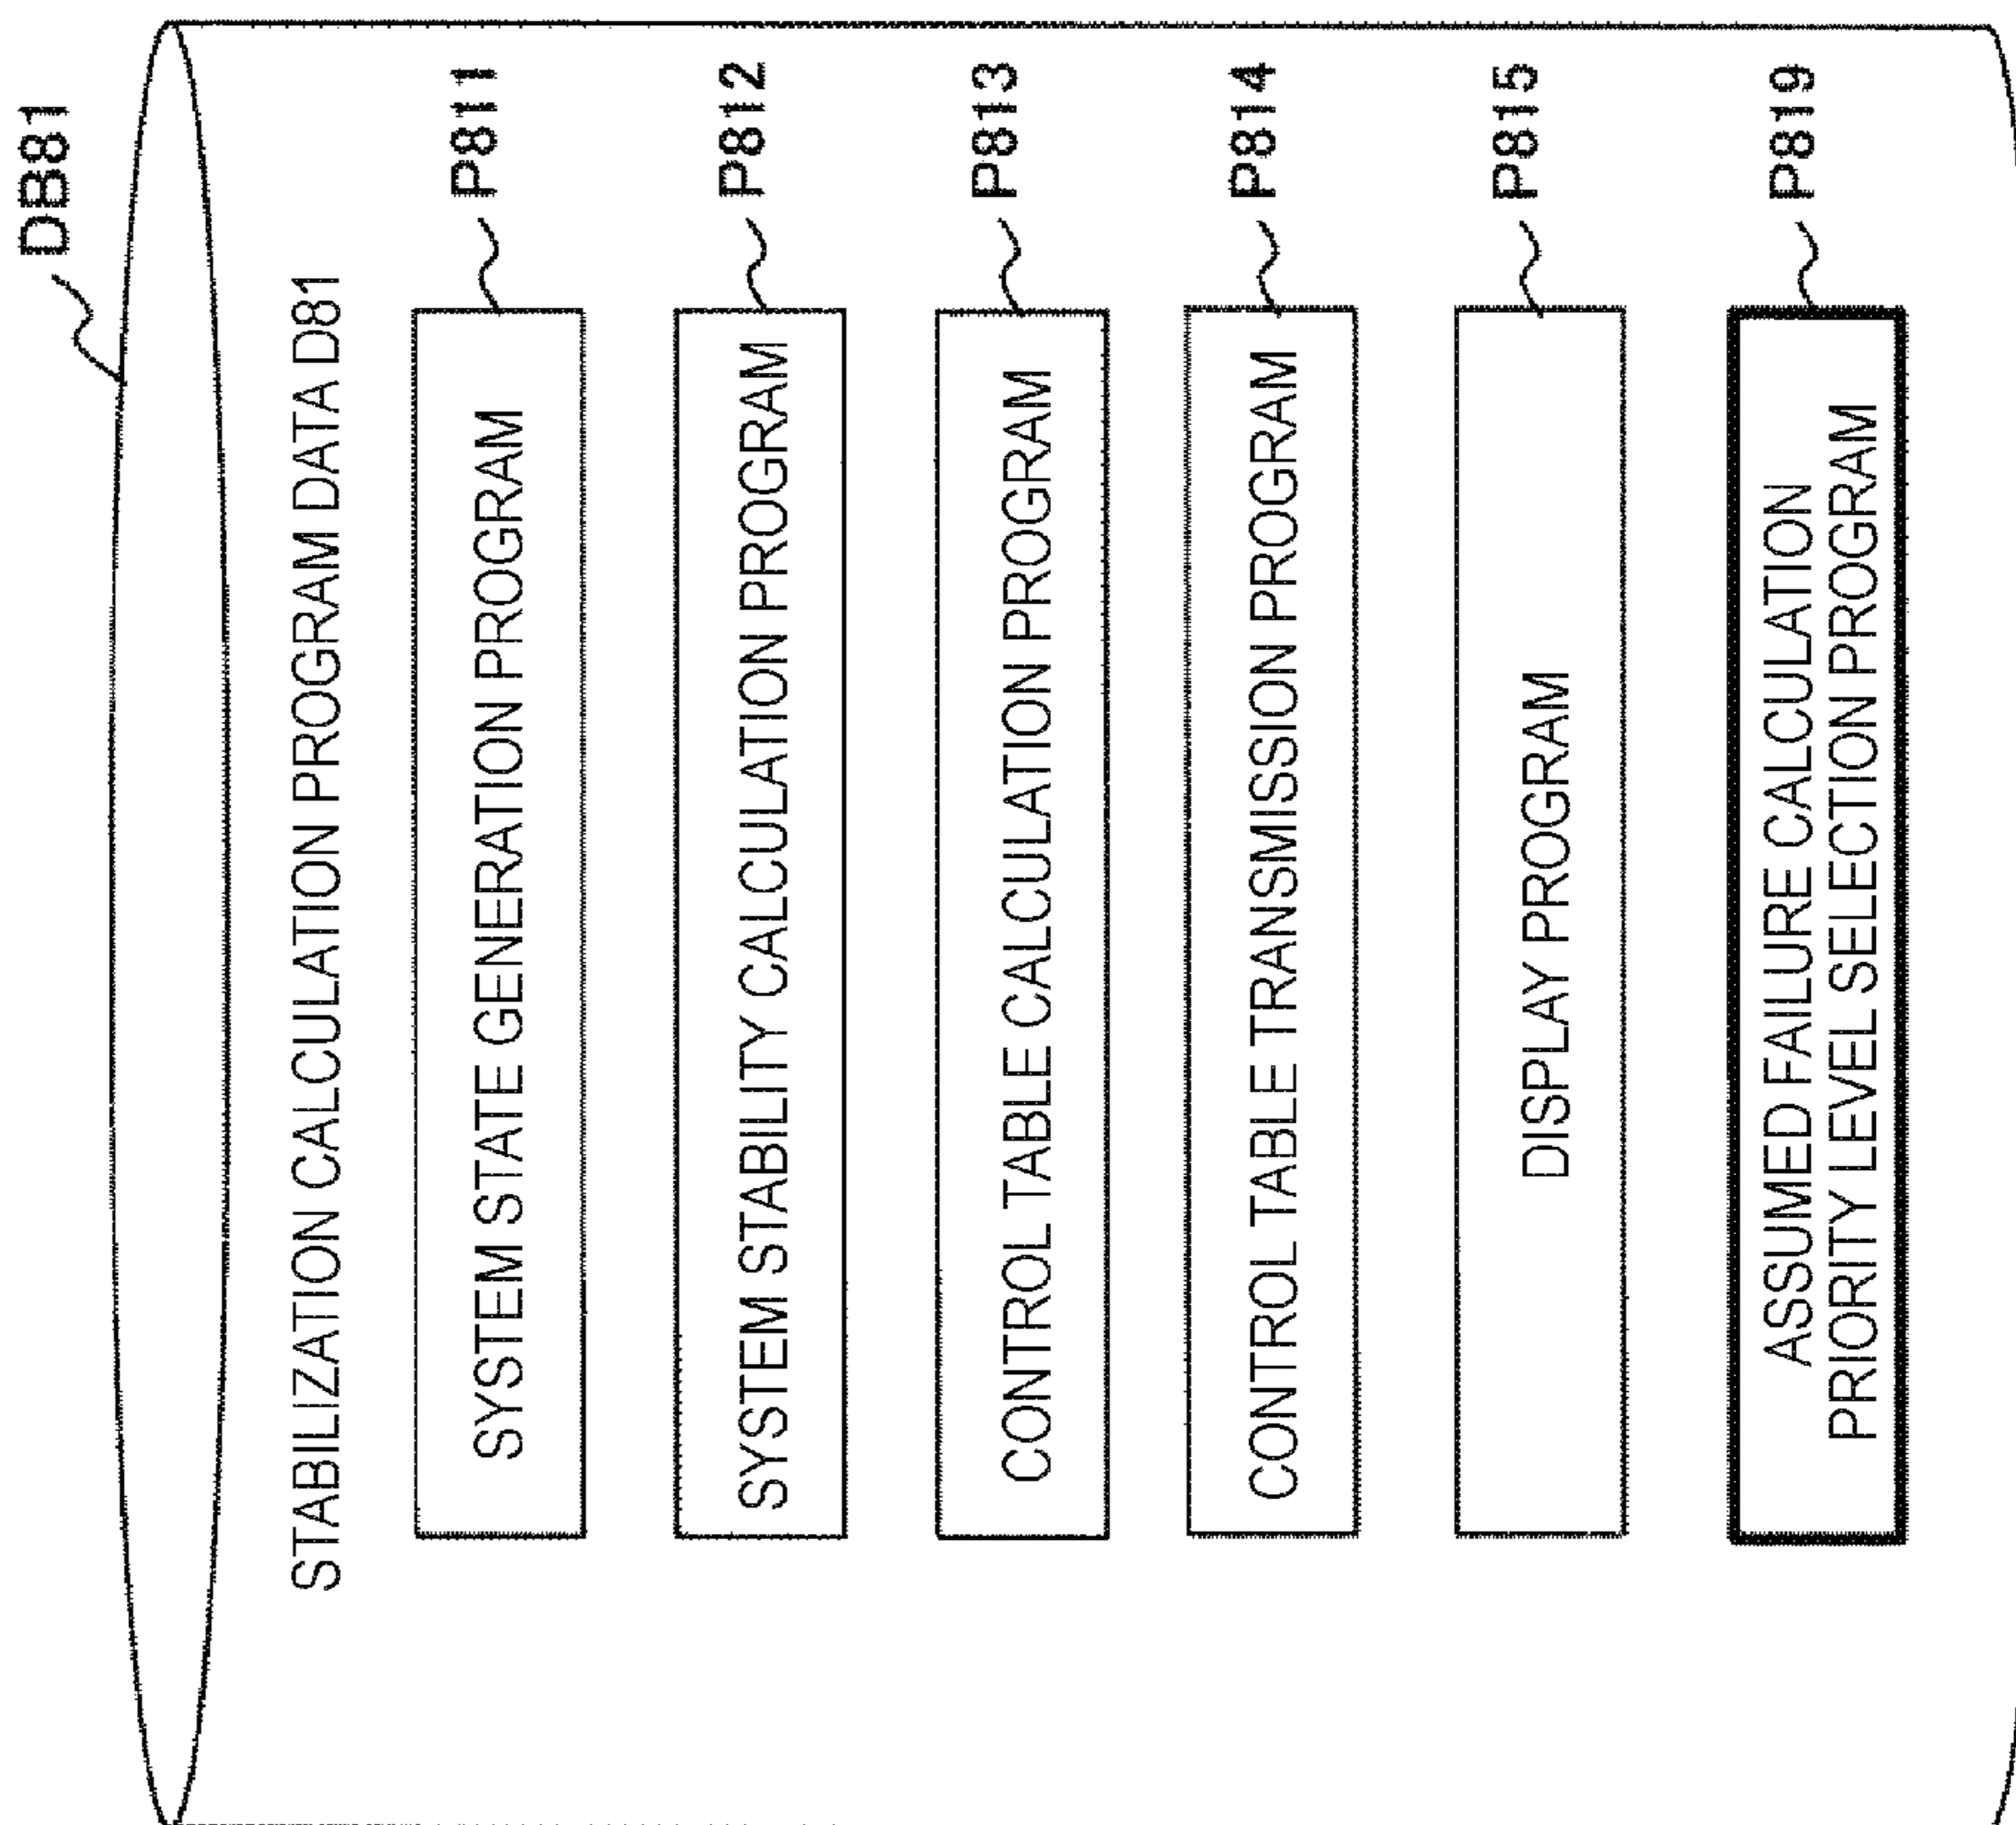 DB81
STABILIZATION CALCULATION PROGRAM DATA D81
SYSTEM STATE GENERATION PROGRAM
P811
SYSTEM STABILITY CALCULATION PROGRAM
P812
CONTROL TABLE CALCULATION PROGRAM
P813
CONTROL TABLE TRANSMISSION PROGRAM
P814
DISPLAY PROGRAM
P815
ASSUMED FAILURE CALCULATION
PRIORITY LEVEL SELECTION PROGRAM
P819